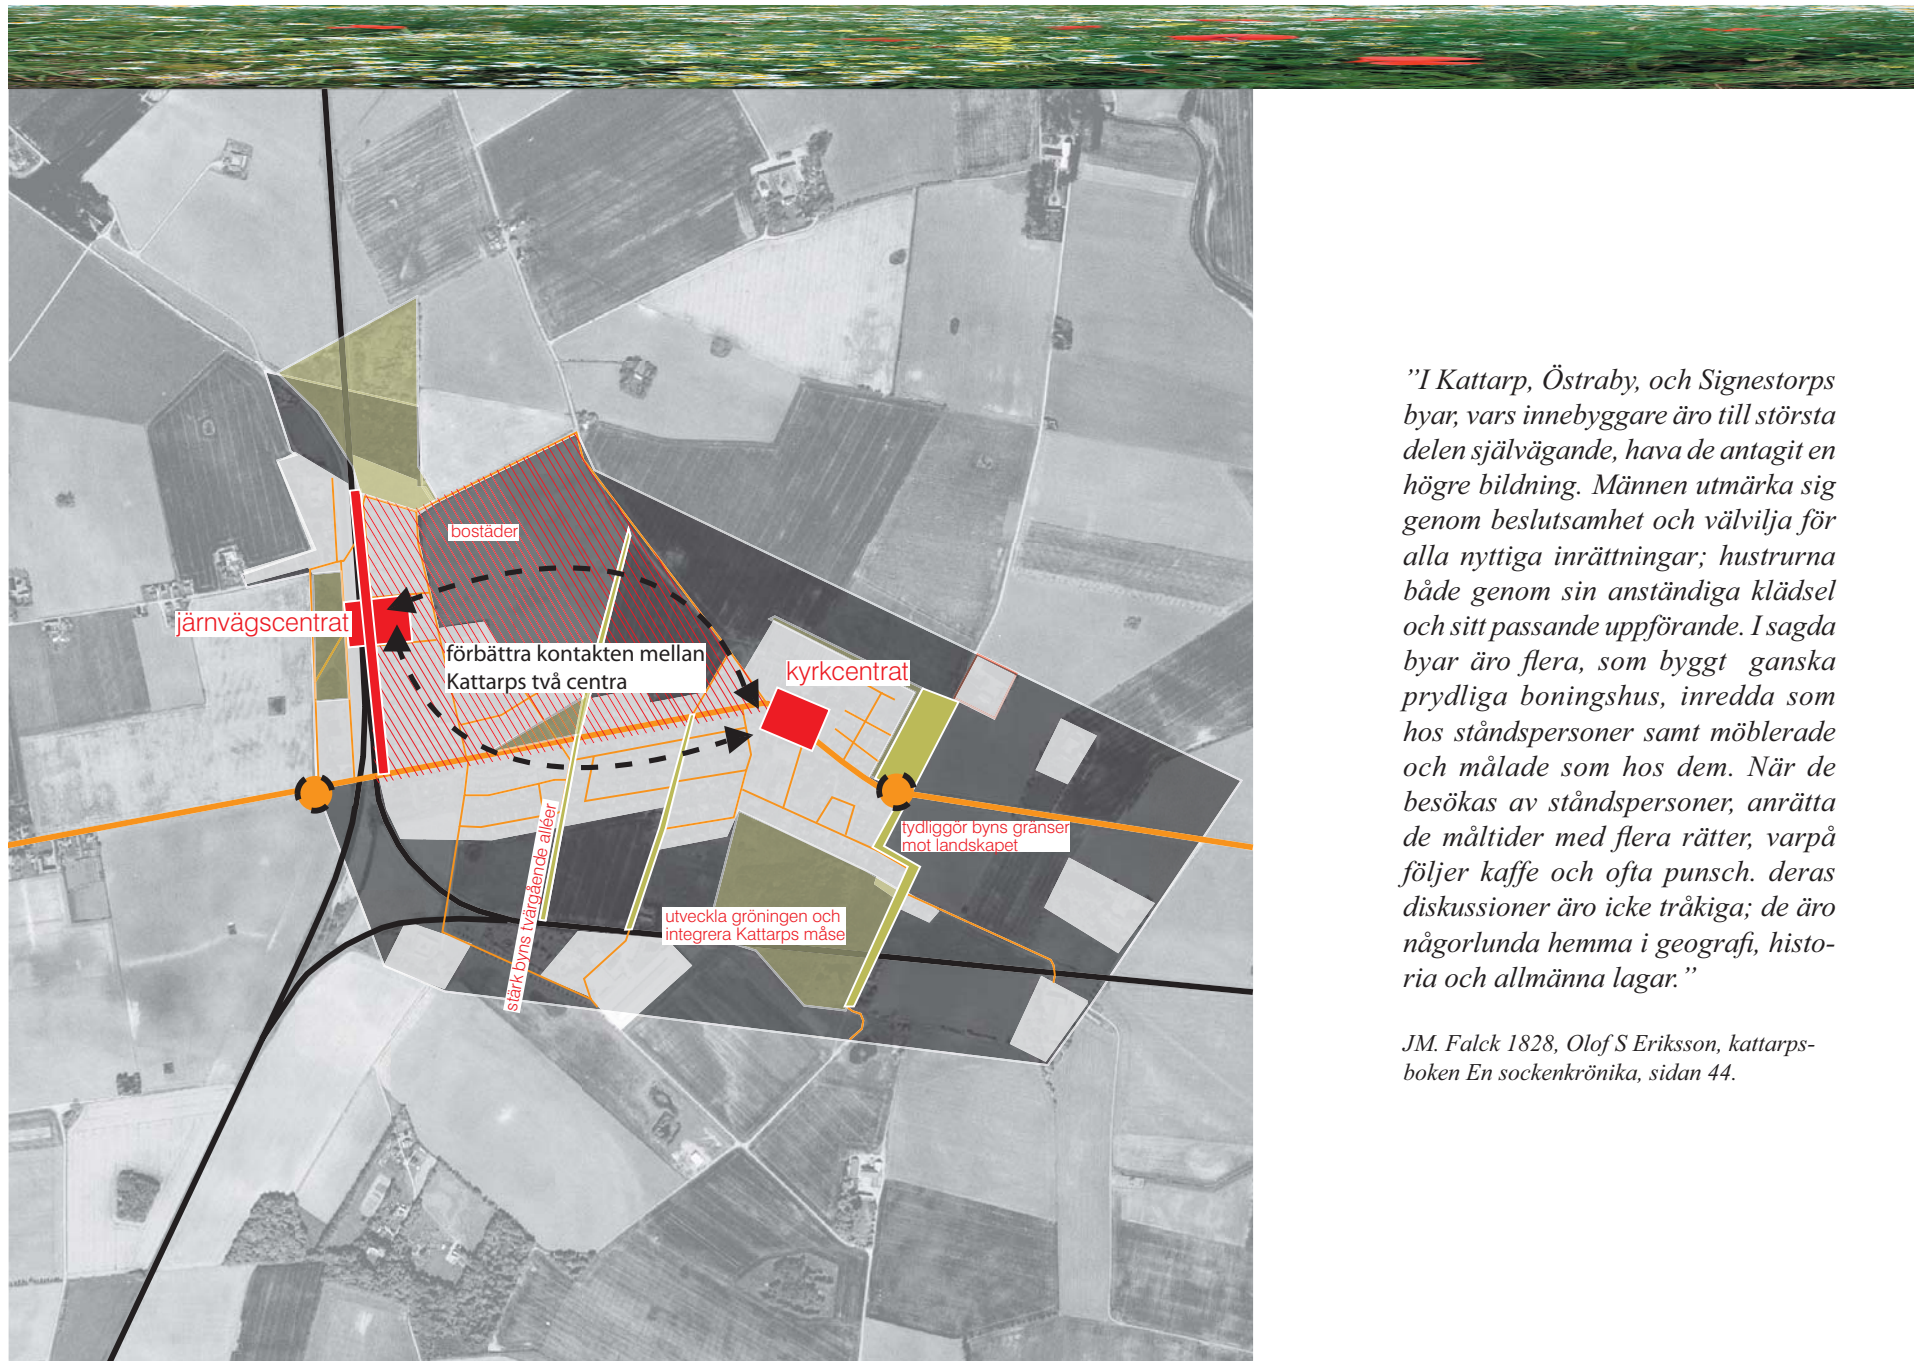 bostäder
järnvägscentrat
förbättra kontakten mellan
Kattarps två centra
kyrkcentrat
stärk byns tvärgående alléer
tydliggör byns gränser
mot landskapet
utveckla gröningen och
integrera Kattarps måse
”I Kattarp, Östraby, och Signestorps
byar, vars innebyggare äro till största
delen självägande, hava de antagit en
högre bildning. Männen utmärka sig
genom beslutsamhet och välvilja för
alla nyttiga inrättningar; hustrurna
både genom sin anständiga klädsel
och sitt passande uppförande. I sagda
byar äro flera, som byggt ganska
prydliga boningshus, inredda som
hos ståndspersoner samt möblerade
och målade som hos dem. När de
besökas av ståndspersoner, anrätta
de måltider med flera rätter, varpå
följer kaffe och ofta punsch. deras
diskussioner äro icke tråkiga; de äro
någorlunda hemma i geografi, histo-
ria och allmänna lagar.”
JM. Falck 1828, Olof S Eriksson, kattarps-
boken En sockenkrönika, sidan 44.